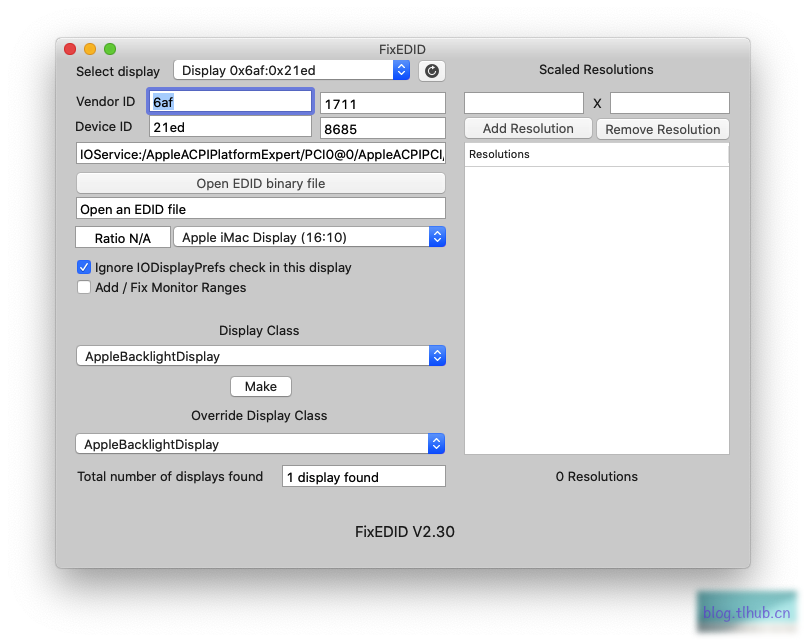 FixEDID
Select display
Display 0x6af:0x21ed
Scaled Resolutions
Vendor ID
6af
1711
X
Device ID
21ed
8685
Add Resolution
Remove Resolution
IOService:/AppleACPIPlatformExpert/PCI0@0/AppleACPIPCI/
Resolutions
Open EDID binary file
Open an EDID file
Ratio N/A
Apple iMac Display (16:10)
Ignore IODisplayPrefs check in this display
Add / Fix Monitor Ranges
Display Class
AppleBacklightDisplay
Make
Override Display Class
AppleBacklightDisplay
Total number of displays found
1 display found
0 Resolutions
FixEDID V2.30
blog.tlhub.cn